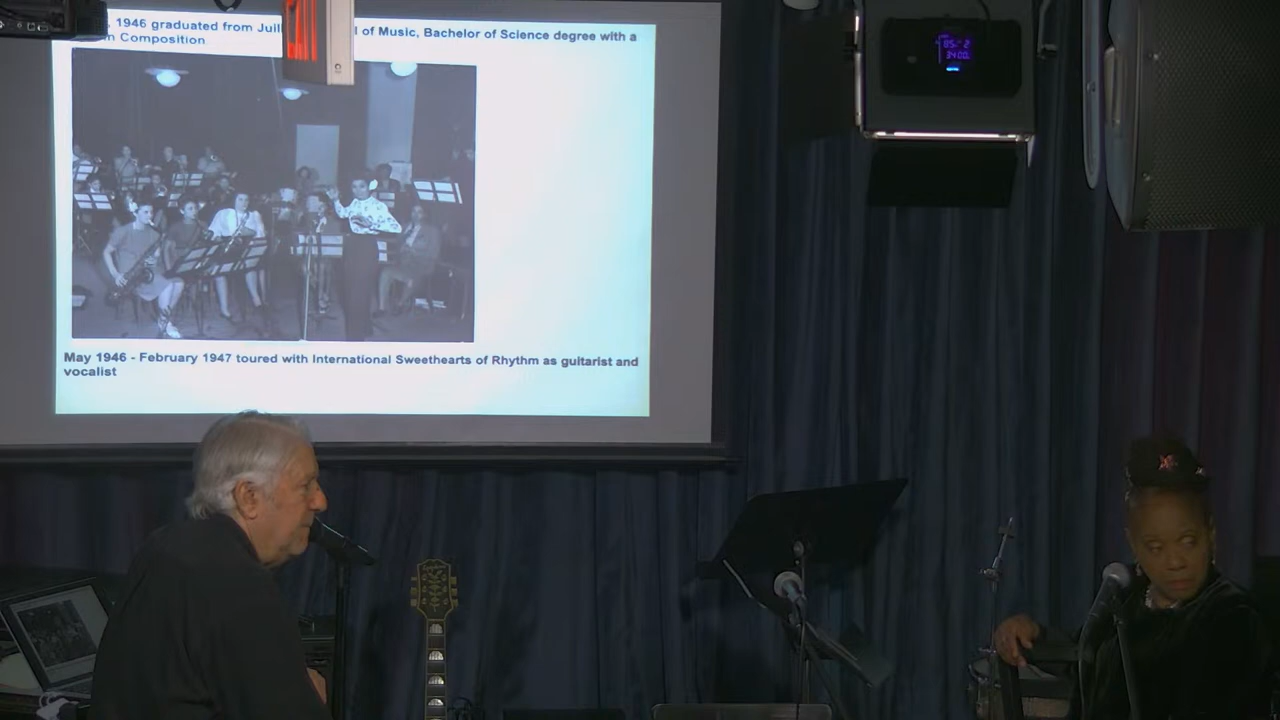 1946 graduated from Juil l of Music, Bachelor of Science degree with a
n Composition
May 1946 - February 1947 toured with International Sweethearts of Rhythm as guitarist and
vocalist